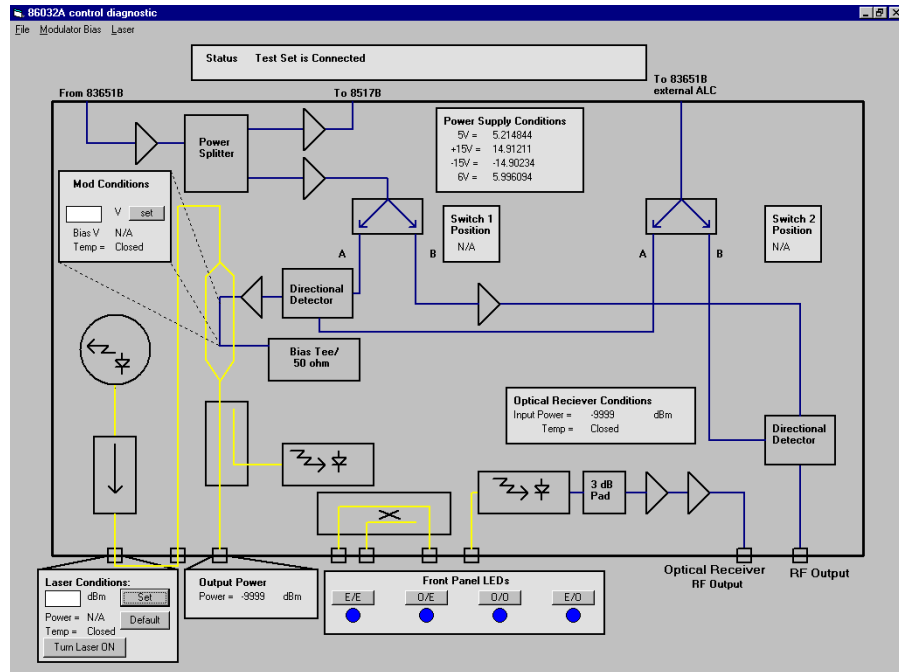 86032A control diagnostic
File Modulator Bias Laser
Status Test Set is Connected
From 83651B
To 8517B
To 83651B
external ALC
Power
Splitter
Power Supply Conditions
5V = 5.214844
+15V = 14.91211
-15V = -14.90234
6V = 5.996094
Mod Conditions
V set
Bias V N/A
Temp = Closed
Switch 1
Position
N/A
Switch 2
Position
N/A
A B
A B
Directional
Detector
Bias Tee/
50 ohm
Optical Reciever Conditions
Input Power = -9999 dBm
Temp = Closed
Directional
Detector
3 dB
Pad
Optical Receiver
RF Output
RF Output
Laser Conditions:
dBm Set
Power = N/A
Temp = Closed
Default
Turn Laser ON
Output Power
Power = -9999 dBm
Front Panel LEDs
E/E O/E O/O E/O